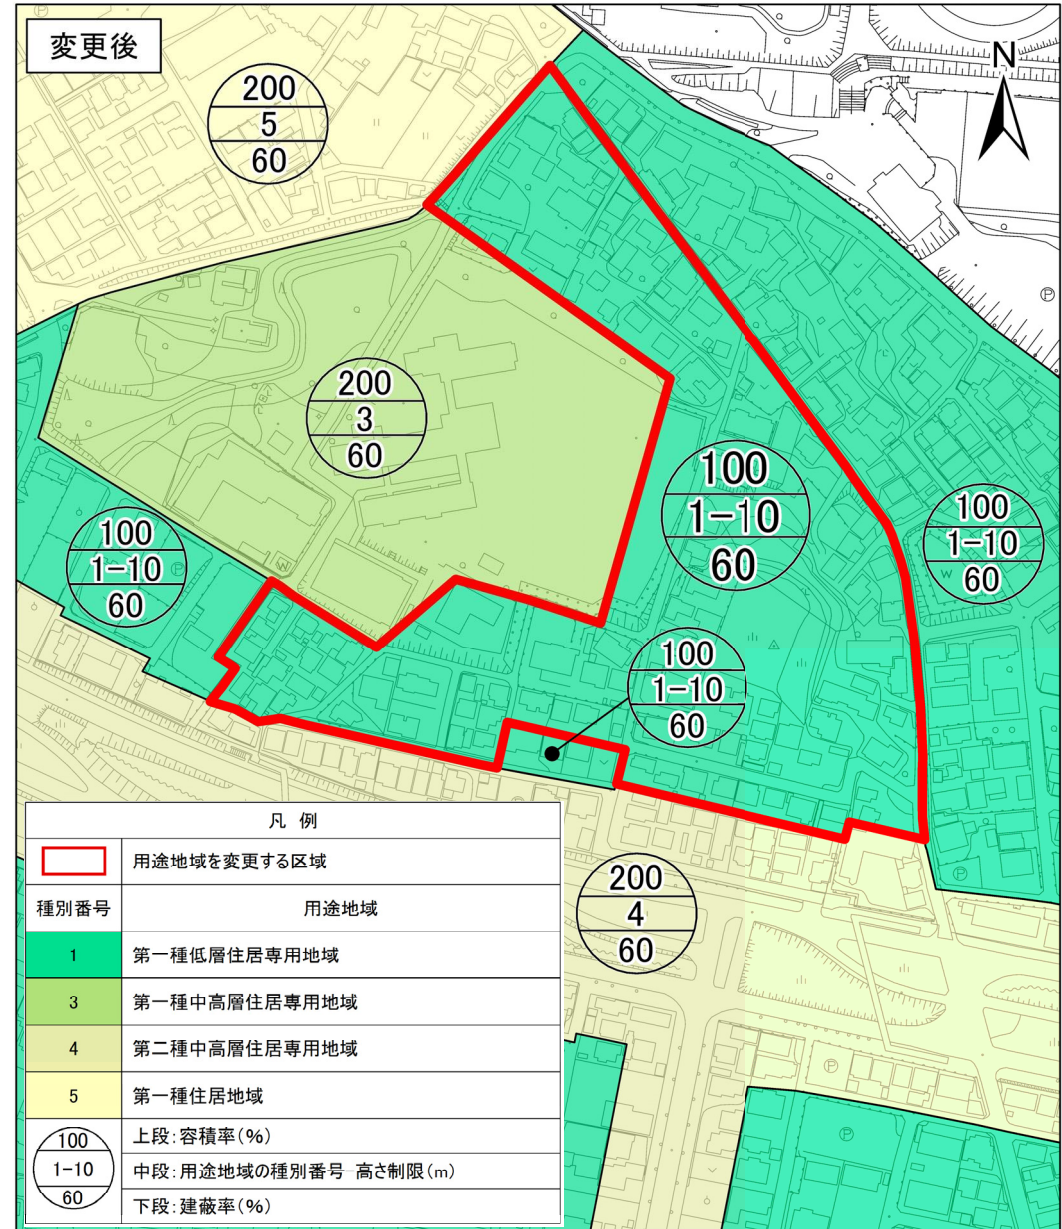 変更後
N
200
5
60
200
3
60
100
1-10
60
100
1-10
60
100
1-10
60
100
1-10
60
200
4
60
凡 例
用途地域を変更する区域
種別番号 用途地域
1 第一種低層住居専用地域
3 第一種中高層住居専用地域
4 第二種中高層住居専用地域
5 第一種住居地域
100
1-10
60
上段:容積率(%)
中段:用途地域の種別番号-高さ制限(m)
下段:建蔽率(%)